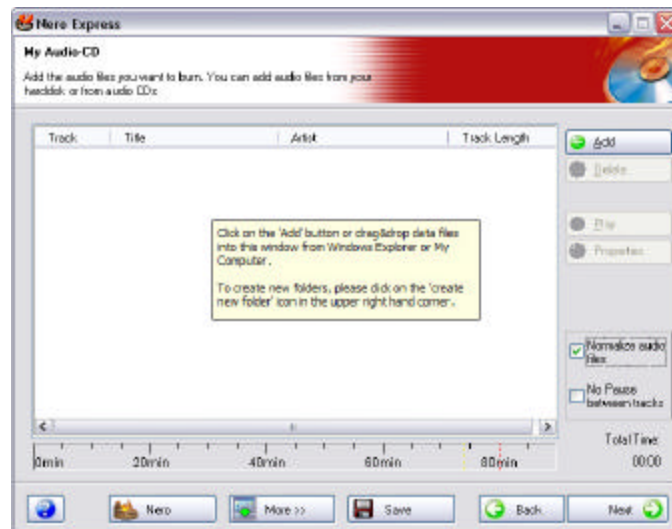 Nero Express
My Audio-CD
Add the audio files you want to burn. You can add audio files from your
harddisk or from audio CDs
Track Title Artist Track Length
Add
Delete
Click on the 'Add' button or drag&drop data files
into this window from Windows Explorer or My
Computer.
To create new folders, please click on the 'create
new folder' icon in the upper right hand corner.
Play
Properties
Normalize audio
files
No Pause
between tracks
Total Time:
00:00
0min 20min 40min 60min 80min
Nero More >> Save Back Next